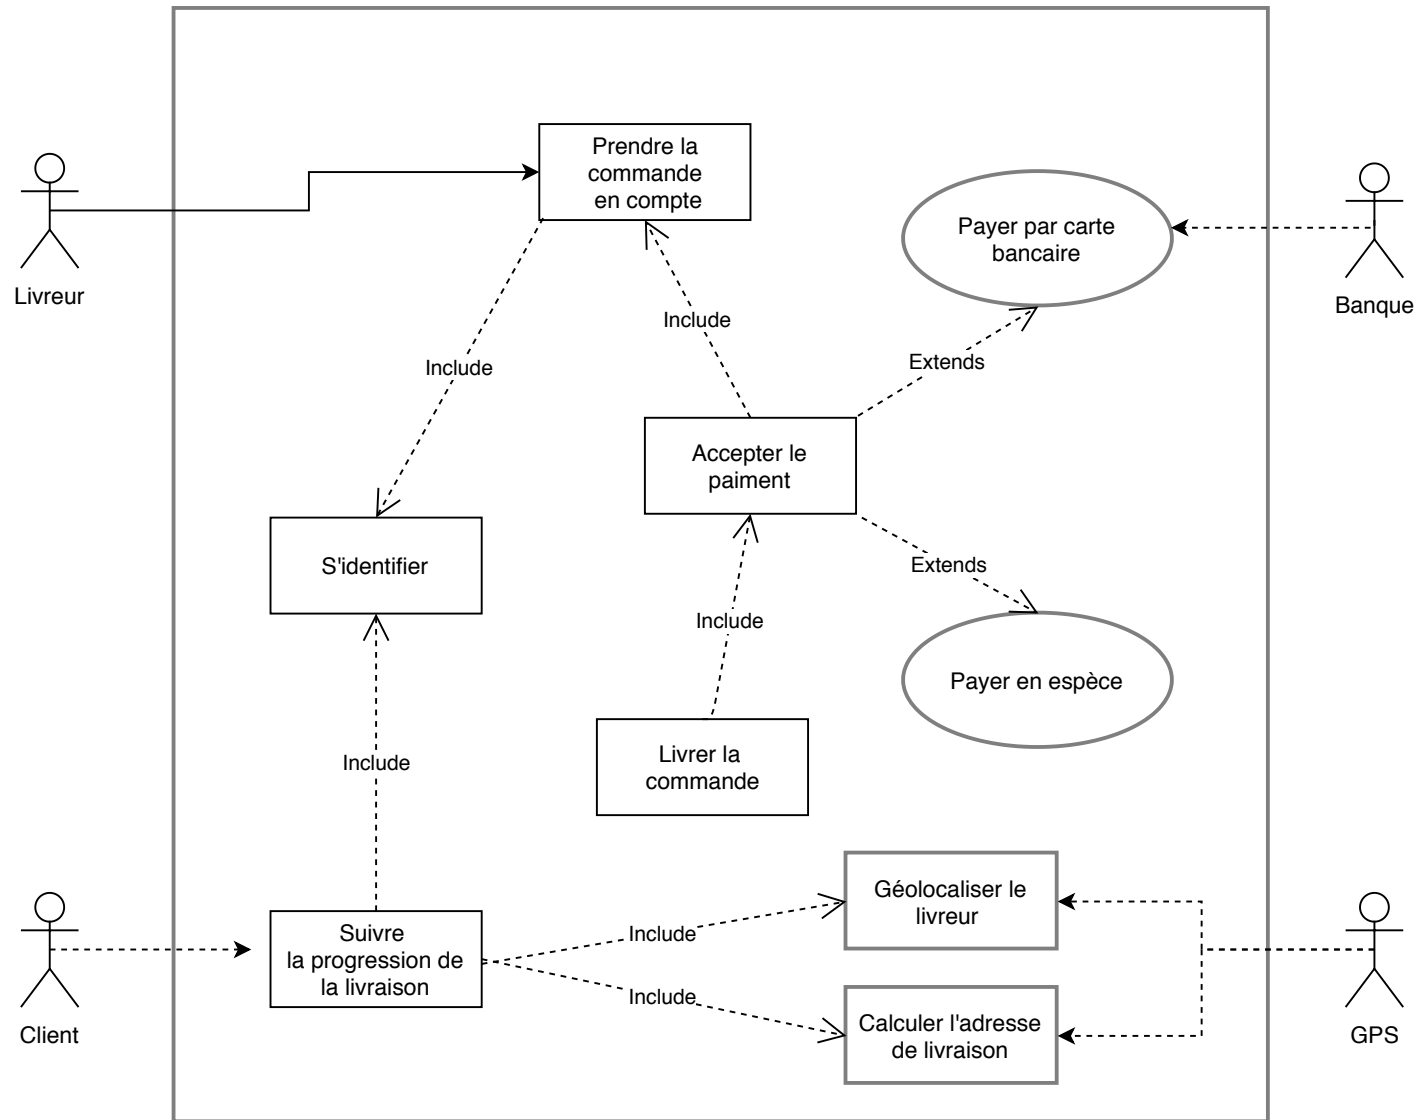 Prendre la
commande
en compte
Livreur
Payer par carte
bancaire
Banque
Include
Include
Extends
Accepter le
paiment
S'identifier
Extends
Include
Payer en espèce
Include
Livrer la
commande
Géolocaliser le
livreur
Suivre
la progression de
la livraison
Include
Include
Calculer l'adresse
de livraison
Client
GPS